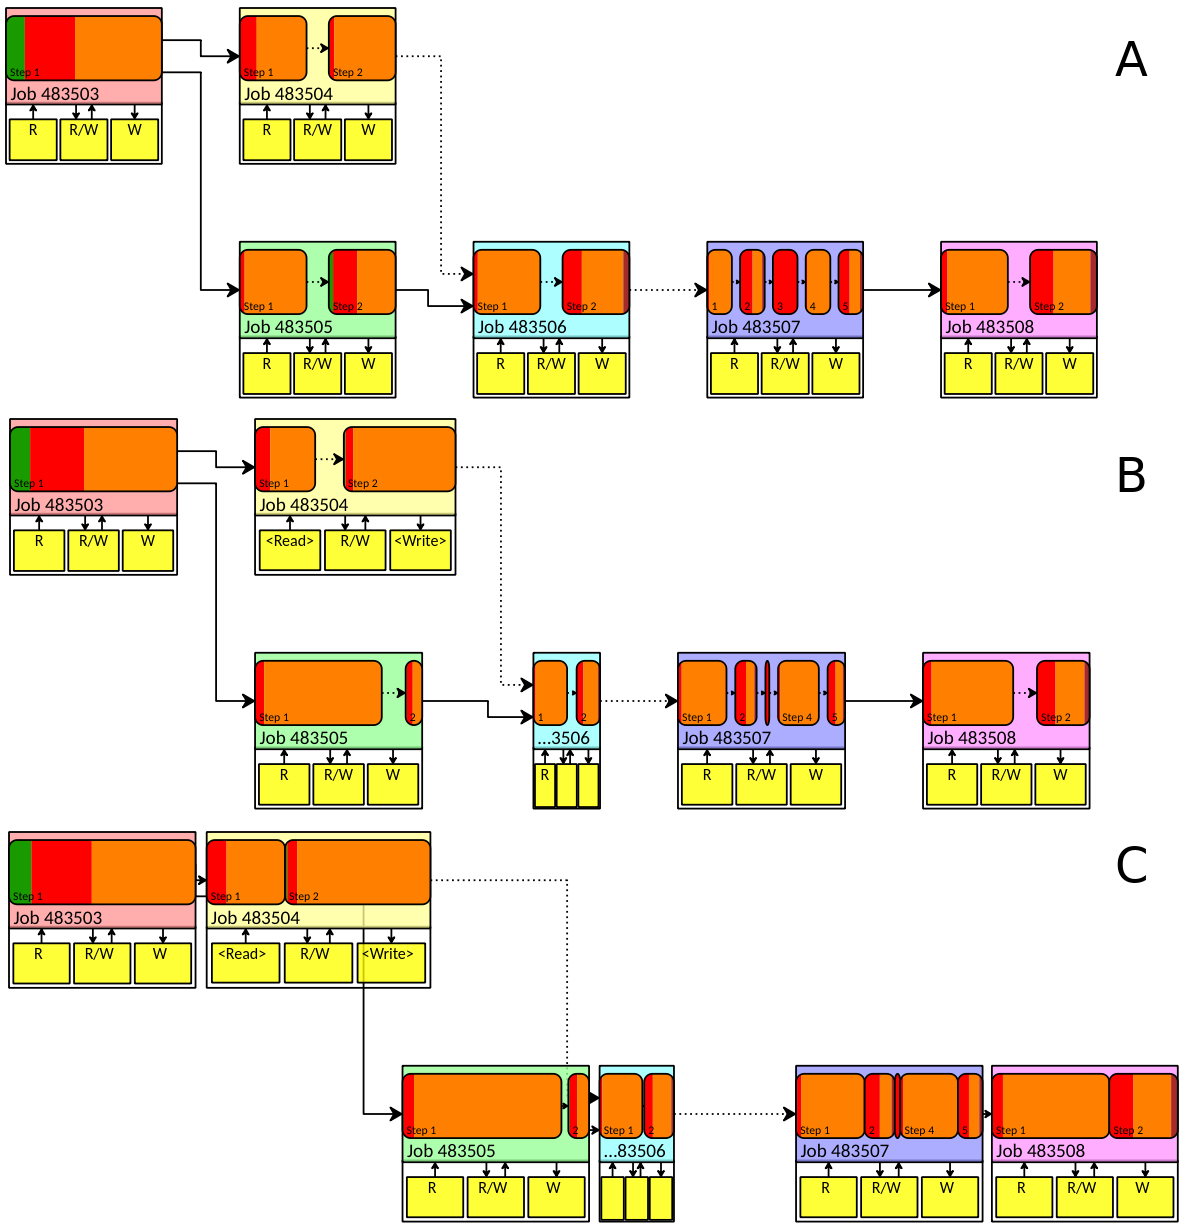 A
Step 1
Step 1
Step 2
Job 483503
Job 483504
R R/W W
R R/W W
Step 1
Step 2
Step 1
Step 2
1 2 3 4 5
Step 1
Step 2
Job 483505
Job 483506
Job 483507
Job 483508
R R/W W
R R/W W
R R/W W
R R/W W
B
Step 1
Step 1
Step 2
Job 483503
Job 483504
R R/W W
<Read> R/W <Write>
Step 1
2
1
2
Step 1
2
Step 4
5
Step 1
Step 2
Job 483505
...3506
Job 483507
Job 483508
R R/W W
R
R R/W W
R R/W W
C
Step 1
Step 1
Step 2
Job 483503
Job 483504
R R/W W
<Read> R/W <Write>
Step 1
2
Step 1
2
Step 1
2
Step 4
5
Step 1
Step 2
Job 483505
...83506
Job 483507
Job 483508
R R/W W
R R/W W
R R/W W